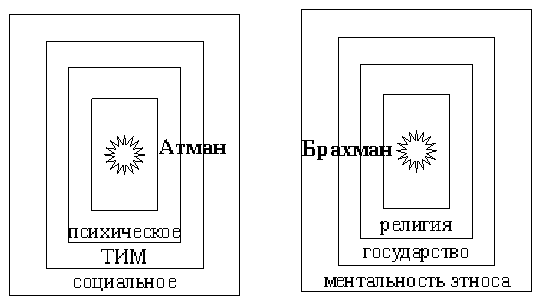 Атман
психическое
ТИМ
социальное
Брахман
религия
государство
ментальность этноса